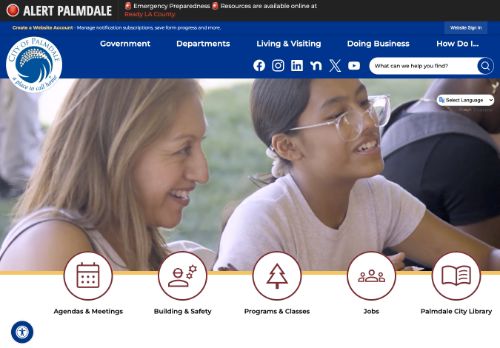 ALERT PALMDALE
🚨 Emergency Preparedness 🚨 Resources are available online at
Ready LA County.
Create a Website Account - Manage notification subscriptions, save form progress and more.
Website Sign In
CITY OF PALMDALE
a place to call home
Government
Departments
Living & Visiting
Doing Business
How Do I...
What can we help you find?
Select Language
Agendas & Meetings
Building & Safety
Programs & Classes
Jobs
Palmdale City Library